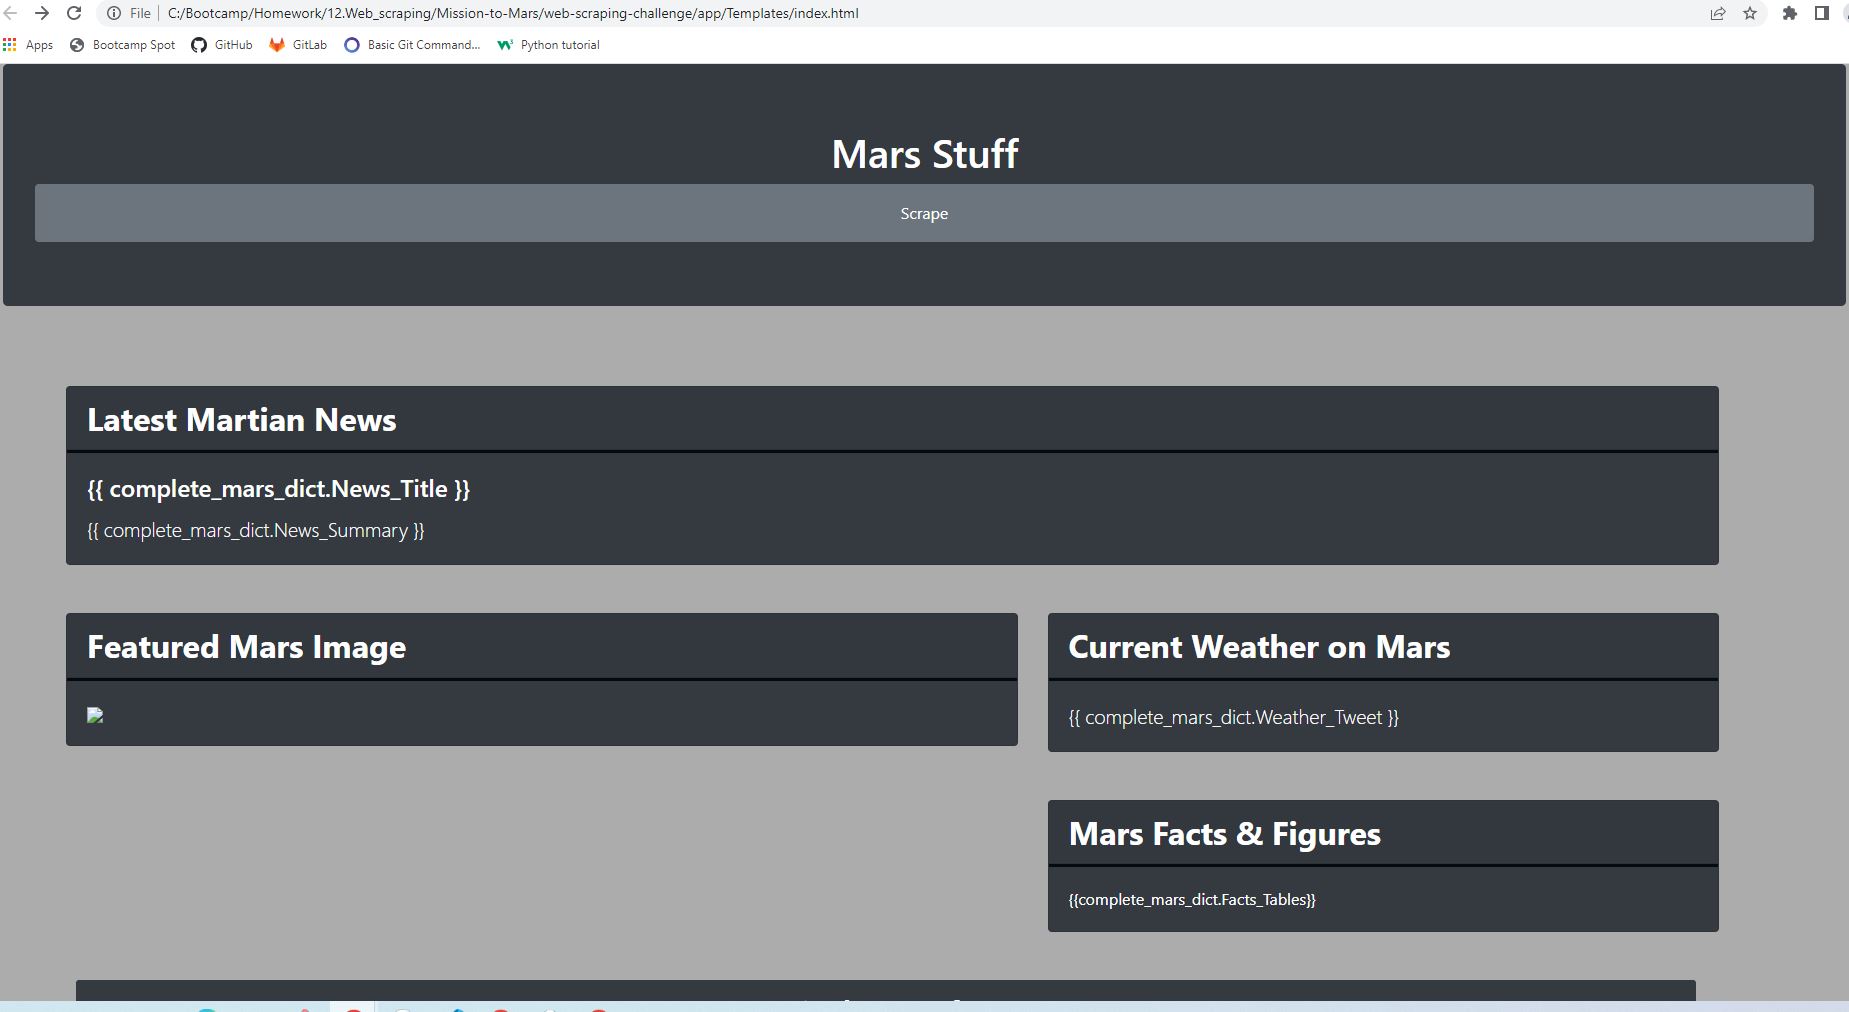 File C:/Bootcamp/Homework/12.Web_scraping/Mission-to-Mars/web-scraping-challenge/app/Templates/index.html
Apps Bootcamp Spot GitHub GitLab Basic Git Command... Python tutorial
Mars Stuff
Scrape
Latest Martian News
{{ complete_mars_dict.News_Title }}
{{ complete_mars_dict.News_Summary }}
Featured Mars Image
Current Weather on Mars
{{ complete_mars_dict.Weather_Tweet }}
Mars Facts & Figures
{{complete_mars_dict.Facts_Tables}}